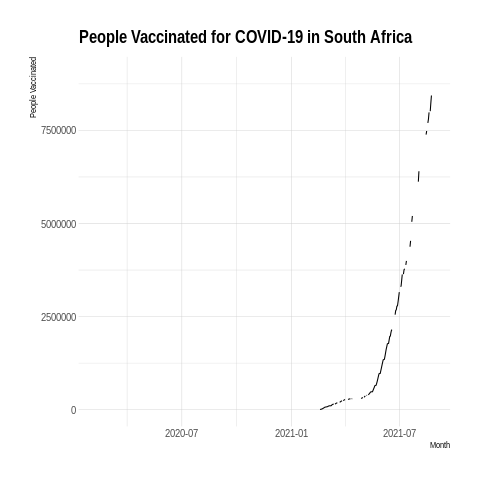 People Vaccinated for COVID-19 in South Africa
People Vaccinated
7500000
5000000
2500000
0
2020-07 2021-01 2021-07
Month